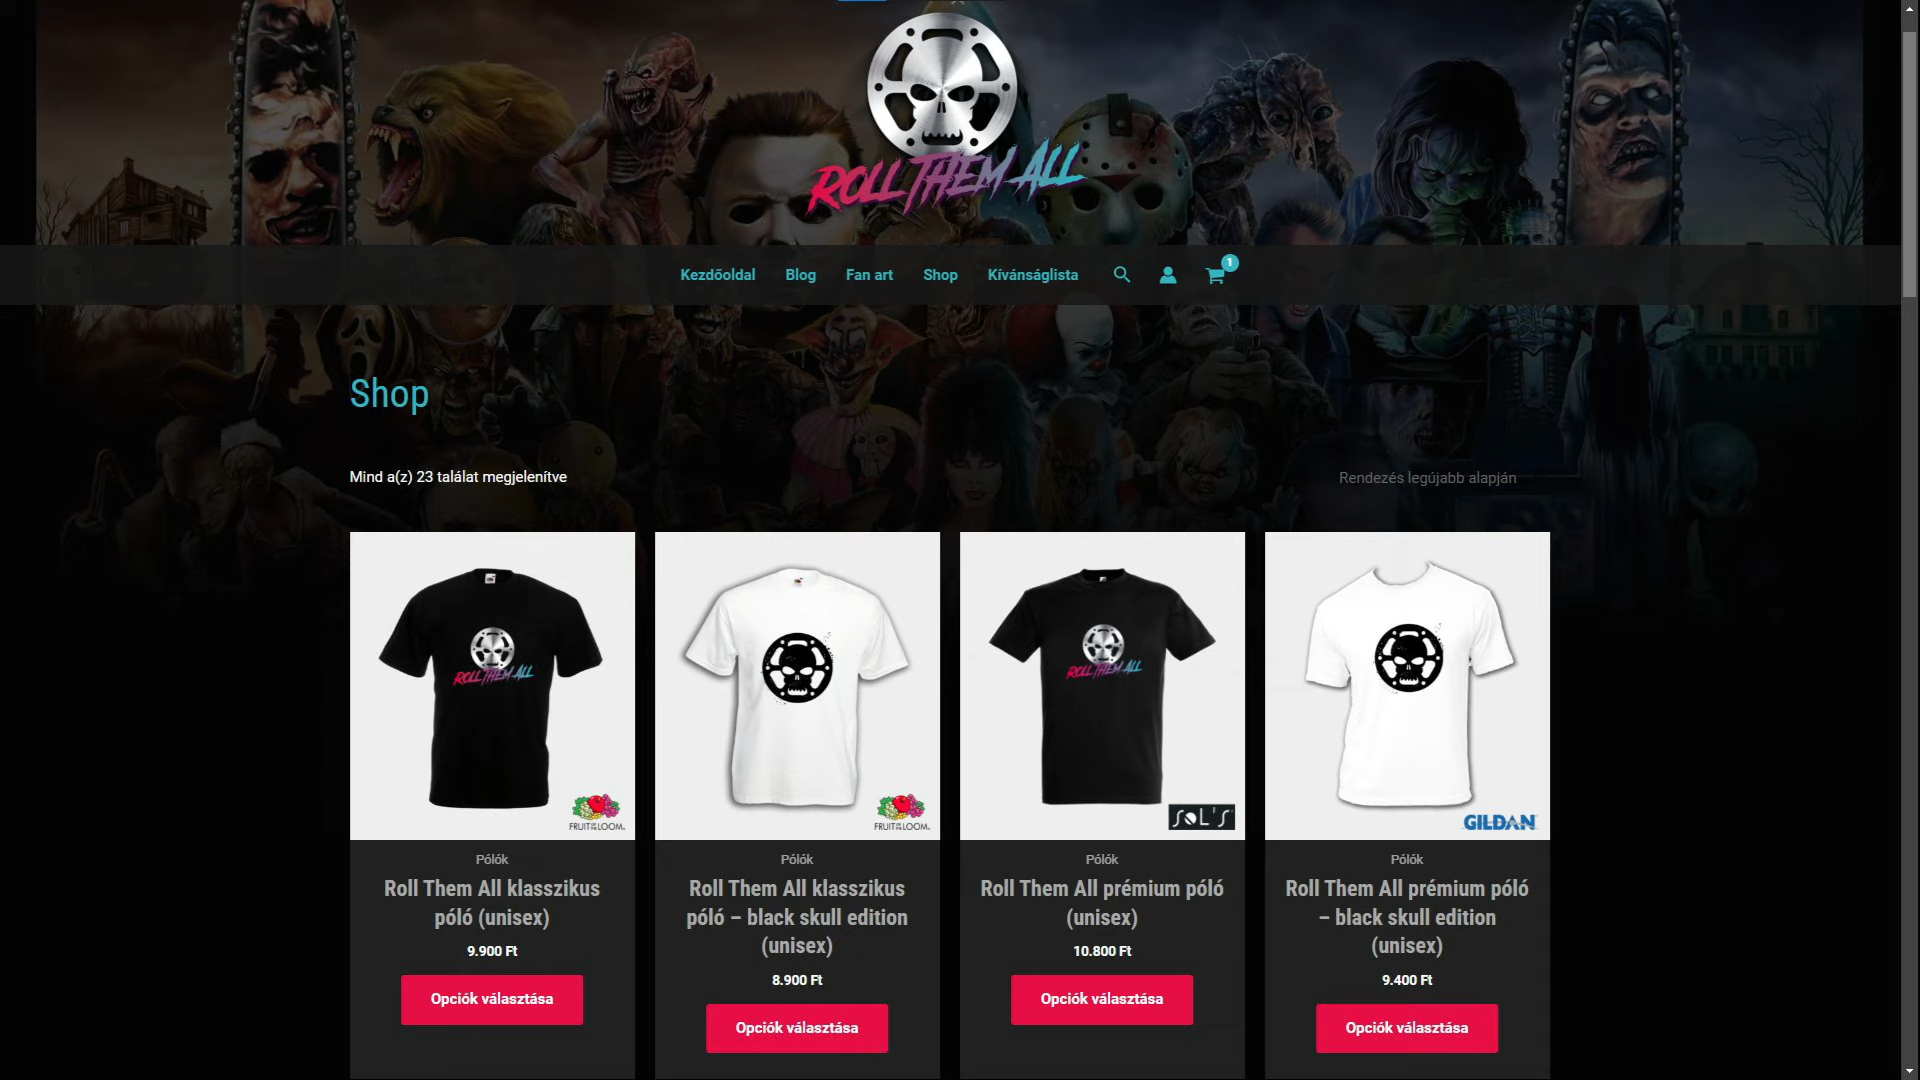 ROLL THEM ALL
Kezdőoldal Blog Fan art Shop Kívánságlista 1
Shop
Mind a(z) 23 találat megjelenítve
Rendezés legújabb alapján
ROLL THEM ALL
FRUIT OF THE LOOM
FRUIT OF THE LOOM
ROLL THEM ALL
SOL'S
GILDAN
Pólók
Roll Them All klasszikus
póló (unisex)
9.900 Ft
Opciók választása
Pólók
Roll Them All klasszikus
póló – black skull edition
(unisex)
8.900 Ft
Opciók választása
Pólók
Roll Them All prémium póló
(unisex)
10.800 Ft
Opciók választása
Pólók
Roll Them All prémium póló
– black skull edition
(unisex)
9.400 Ft
Opciók választása